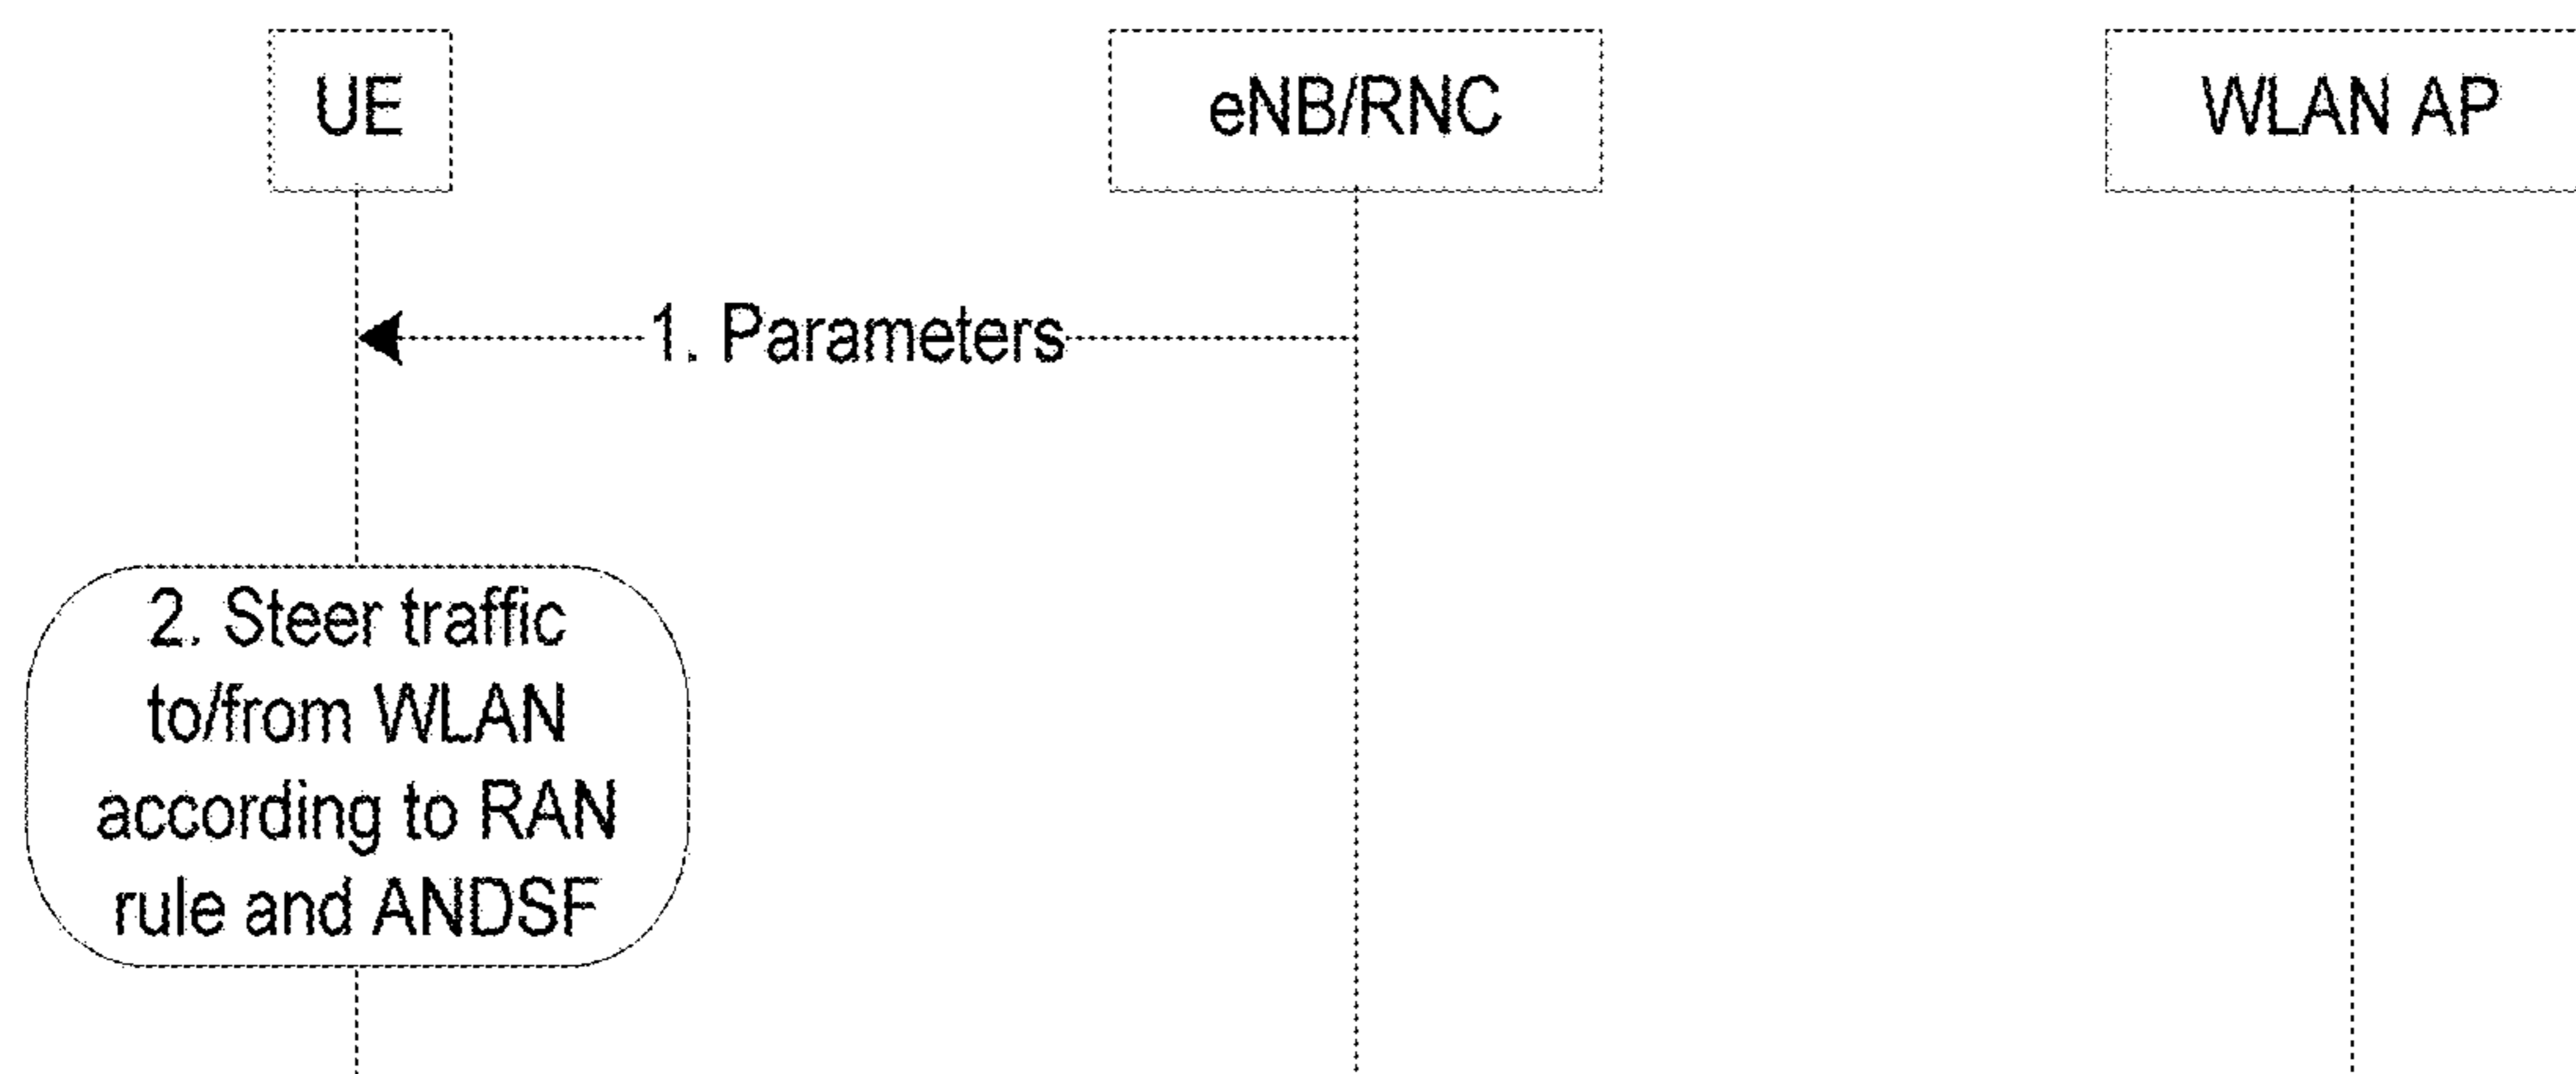 UE
eNB/RNC
WLAN AP
1. Parameters
2. Steer traffic
to/from WLAN
according to RAN
rule and ANDSF